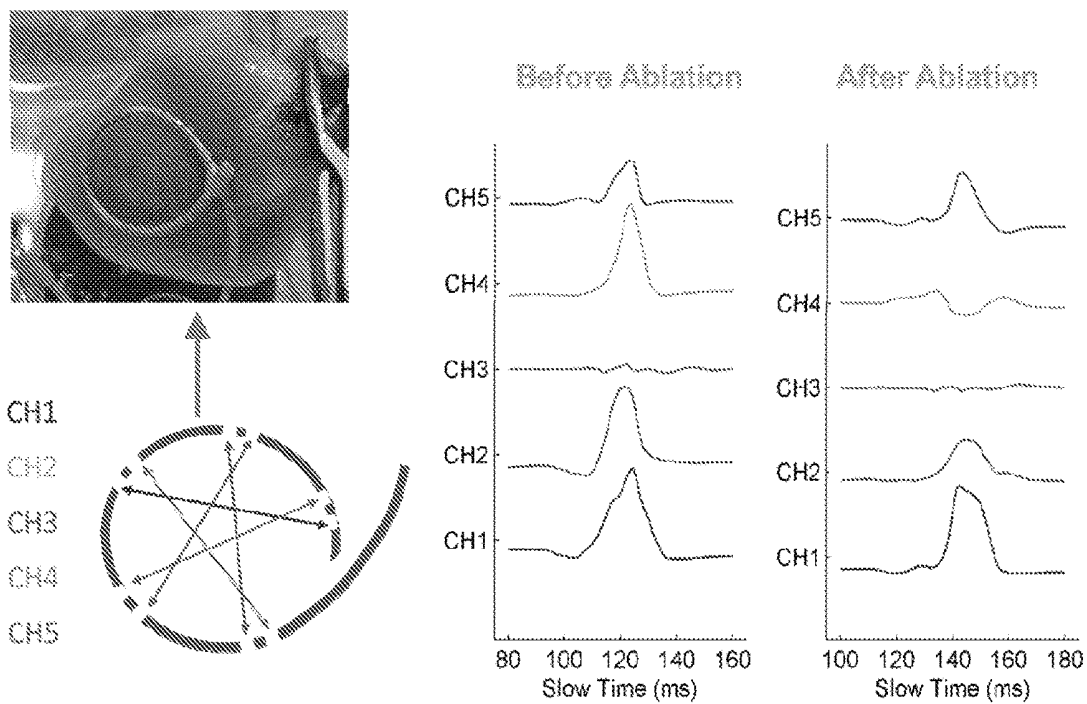 Before Ablation
After Ablation
CH1
CH2
CH3
CH4
CH5
CH5
CH4
CH3
CH2
CH1
80 100 120 140 160
Slow Time (ms)
CH5
CH4
CH3
CH2
CH1
100 120 140 160 180
Slow Time (ms)